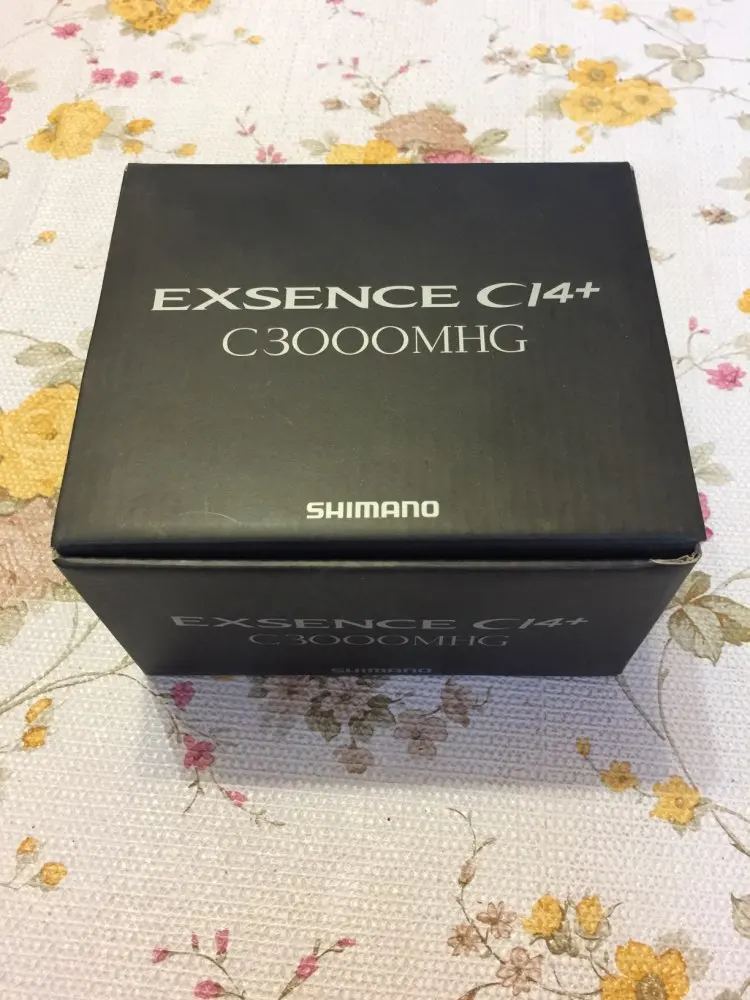 EXSENCE CI4+
C3000MHG
SHIMANO
EXSENCE CI4+
C3000MHG
SHIMANO